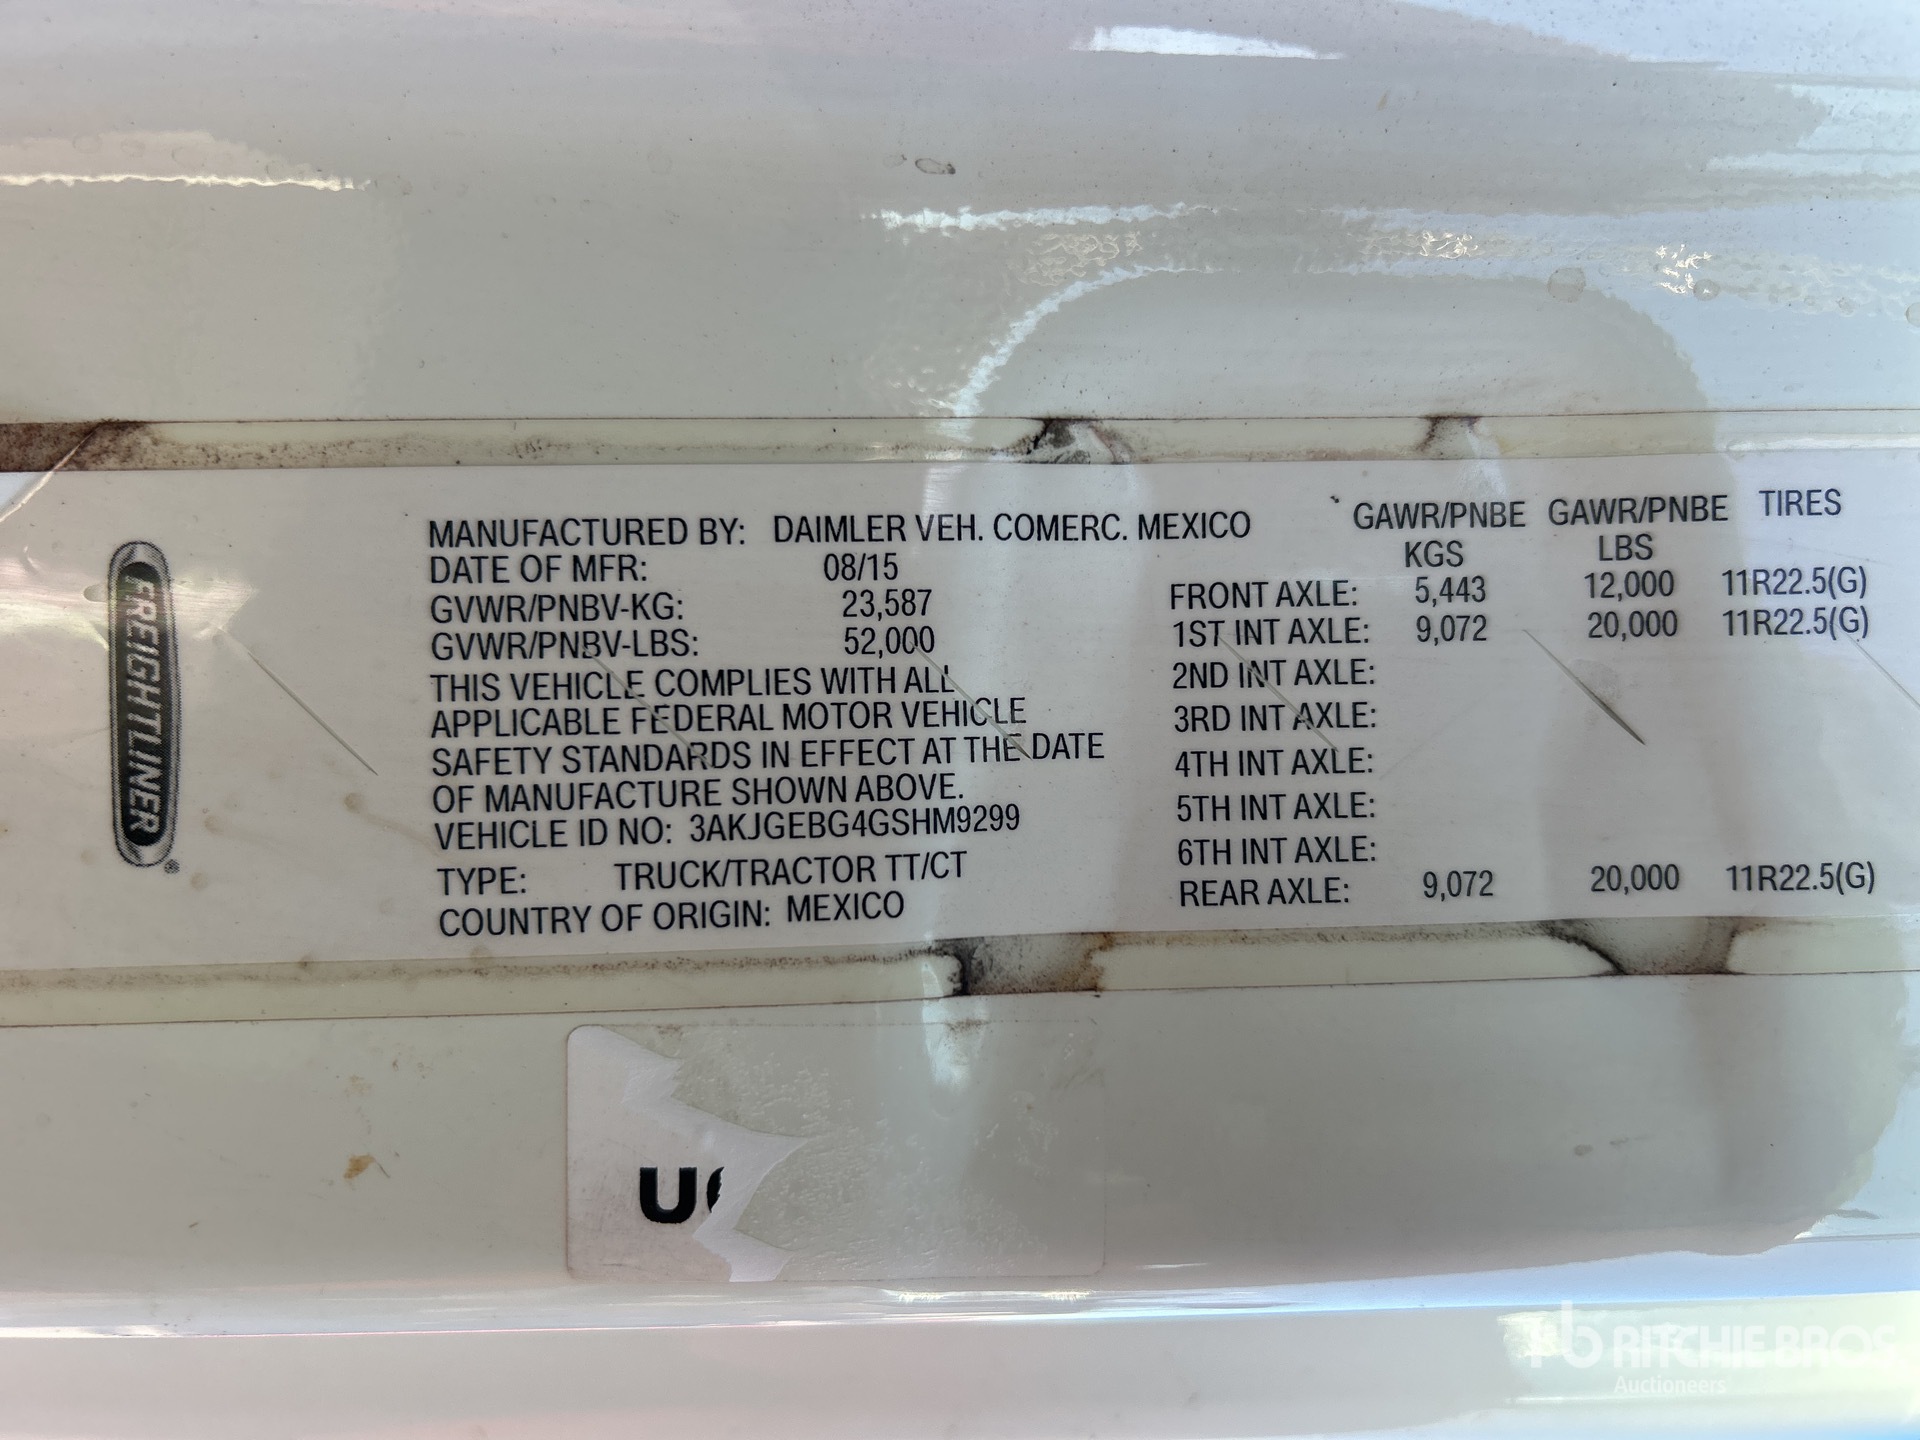 FREIGHTLINER
®
MANUFACTURED BY: DAIMLER VEH. COMERC. MEXICO
DATE OF MFR: 08/15
GVWR/PNBV-KG: 23,587
GVWR/PNBV-LBS: 52,000
THIS VEHICLE COMPLIES WITH ALL
APPLICABLE FEDERAL MOTOR VEHICLE
SAFETY STANDARDS IN EFFECT AT THE DATE
OF MANUFACTURE SHOWN ABOVE.
VEHICLE ID NO: 3AKJGEBG4GSHM9299
TYPE: TRUCK/TRACTOR TT/CT
COUNTRY OF ORIGIN: MEXICO
GAWR/PNBE GAWR/PNBE TIRES
KGS LBS
FRONT AXLE: 5,443 12,000 11R22.5(G)
1ST INT AXLE: 9,072 20,000 11R22.5(G)
2ND INT AXLE:
3RD INT AXLE:
4TH INT AXLE:
5TH INT AXLE:
6TH INT AXLE:
REAR AXLE: 9,072 20,000 11R22.5(G)
rb RITCHIE BROS.
Auctioneers